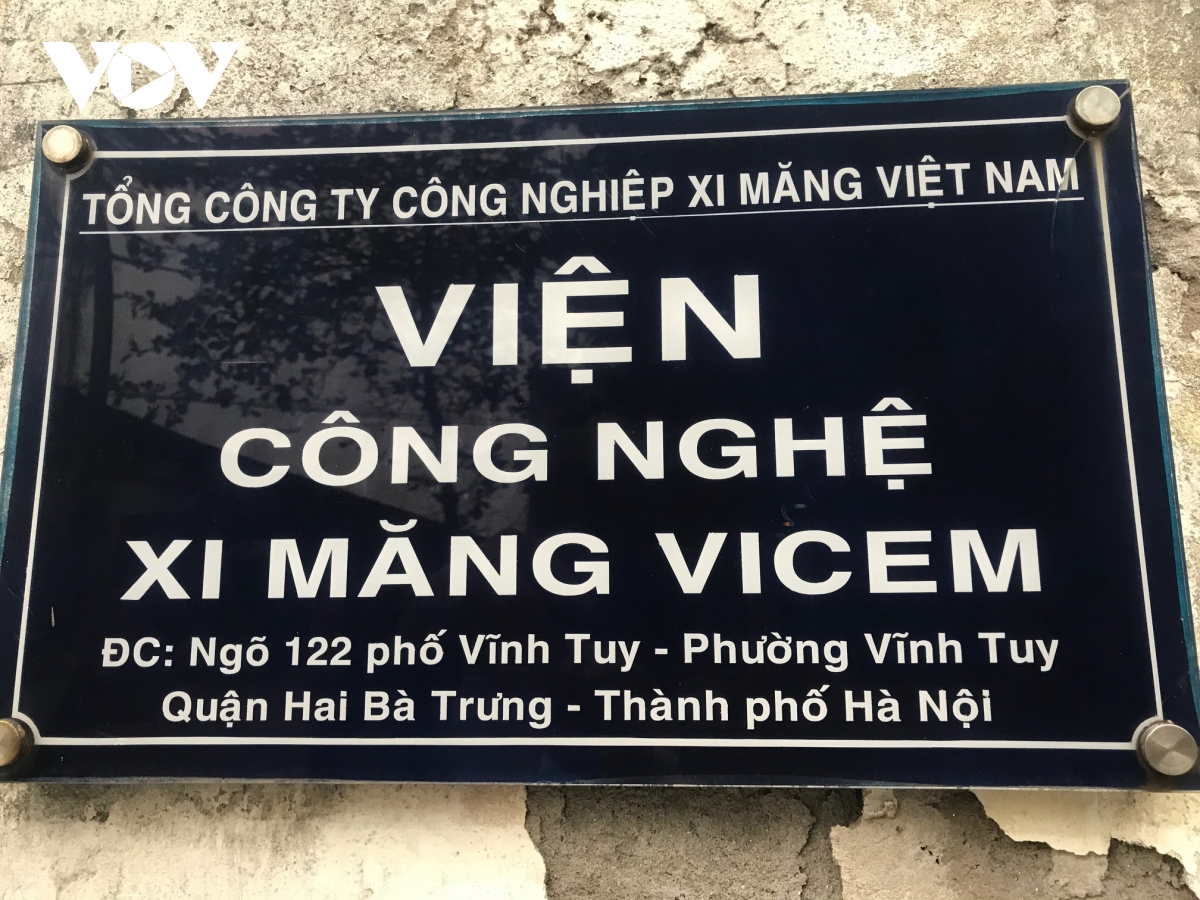 VOV
TỔNG CÔNG TY CÔNG NGHIỆP XI MĂNG VIỆT NAM
VIỆN
CÔNG NGHỆ
XI MĂNG VICEM
ĐC: Ngõ 122 phố Vĩnh Tuy - Phường Vĩnh Tuy
Quận Hai Bà Trưng - Thành phố Hà Nội